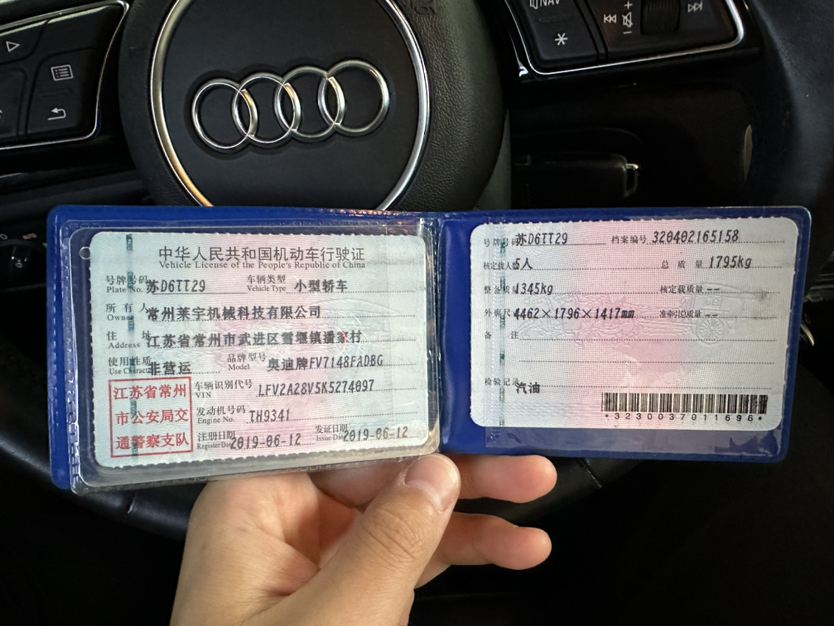 NAV
中华人民共和国机动车行驶证
Vehicle License of the People's Republic of China
号牌号码 苏D6TT29 车辆类型 小型轿车
Plate No. Vehicle Type
所有人 常州莱宇机械科技有限公司
Owner
住址 江苏省常州市武进区雪堰镇潘家村
Address
使用性质 非营运 品牌型号 奥迪牌FV7148FADBG
Use Character Model
江苏省常州
市公安局交
通警察支队
车辆识别代号 LFV2A28V5K5274097
VIN
发动机号码 TH9341
Engine No.
注册日期 2019-06-12 发证日期 2019-06-12
Register Date Issue Date
号牌号码 苏D6TT29 档案编号 320402165158
核定载人数 5人 总质量 1795kg
整备质量 1345kg 核定载质量 --
外廓尺寸 4462×1796×1417mm 准牵引总质量 --
备注
检验记录
汽油
*3230037011696*